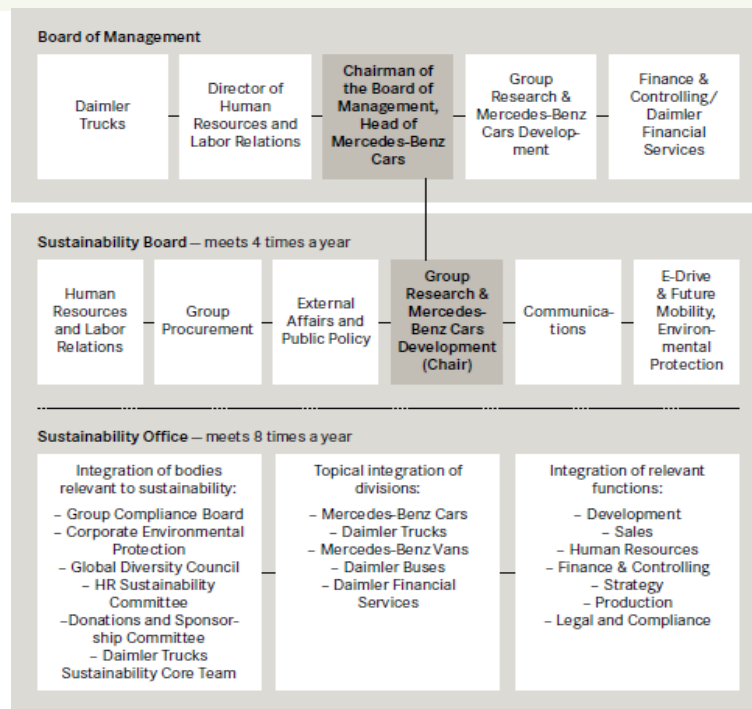 Board of Management
Daimler
Trucks
Director of
Human
Resources and
Labor Relations
Chairman of
the Board of
Management,
Head of
Mercedes-Benz
Cars
Group
Research &
Mercedes-Benz
Cars Develop-
ment
Finance &
Controlling/
Daimler
Financial
Services
Sustainability Board — meets 4 times a year
Human
Resources
and Labor
Relations
Group
Procurement
External
Affairs and
Public Policy
Group
Research &
Mercedes-
Benz Cars
Development
(Chair)
Communica-
tions
E-Drive
& Future
Mobility,
Environ-
mental
Protection
Sustainability Office — meets 8 times a year
Integration of bodies
relevant to sustainability:
– Group Compliance Board
– Corporate Environmental
Protection
– Global Diversity Council
– HR Sustainability
Committee
–Donations and Sponsor-
ship Committee
– Daimler Trucks
Sustainability Core Team
Topical integration of
divisions:
– Mercedes-Benz Cars
– Daimler Trucks
– Mercedes-Benz Vans
– Daimler Buses
– Daimler Financial
Services
Integration of relevant
functions:
– Development
– Sales
– Human Resources
– Finance & Controlling
– Strategy
– Production
– Legal and Compliance